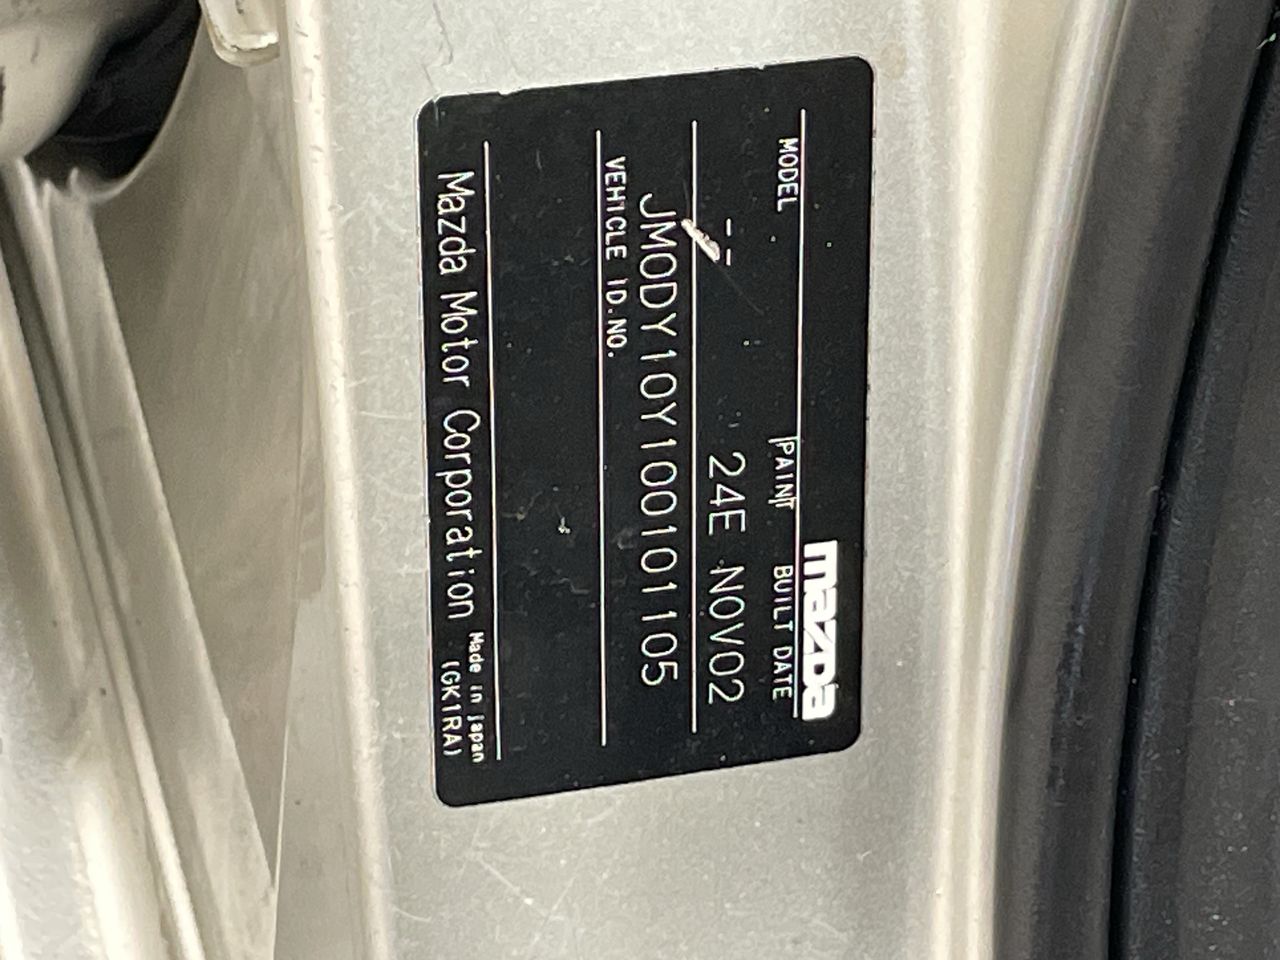 mazda
MODEL PAINT BUILT DATE
-- 24E NOV02
JM0DY10Y100101105
VEHICLE ID.NO.
Mazda Motor Corporation Made in Japan
(GK1RA)